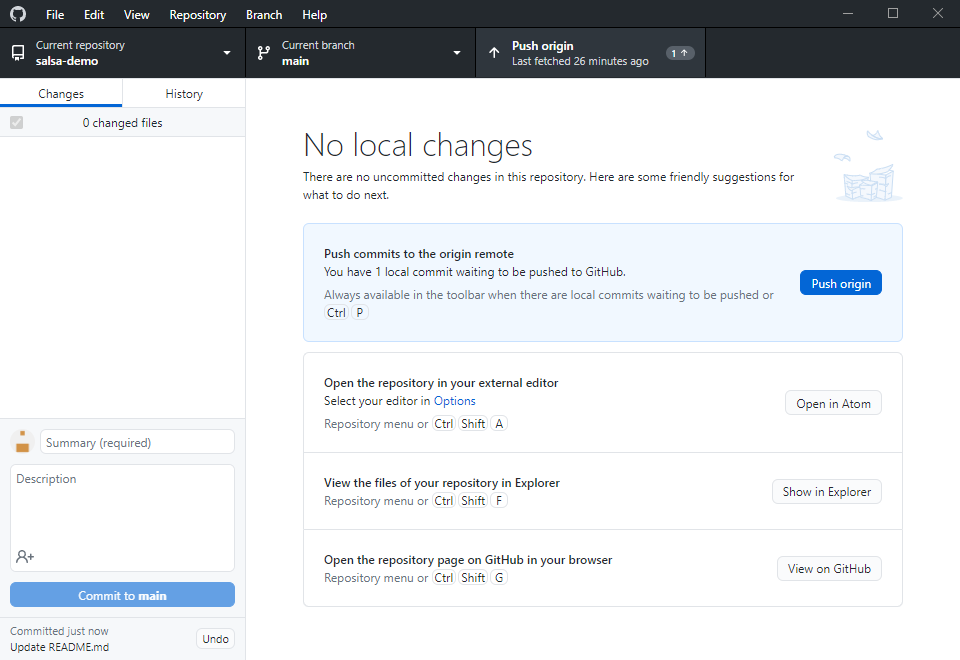 File Edit View Repository Branch Help
Current repository
salsa-demo
Current branch
main
Push origin
Last fetched 26 minutes ago
1
Changes History
0 changed files
No local changes
There are no uncommitted changes in this repository. Here are some friendly suggestions for
what to do next.
Push commits to the origin remote
You have 1 local commit waiting to be pushed to GitHub.
Always available in the toolbar when there are local commits waiting to be pushed or
Ctrl P
Push origin
Open the repository in your external editor
Select your editor in Options
Repository menu or Ctrl Shift A
Open in Atom
View the files of your repository in Explorer
Repository menu or Ctrl Shift F
Show in Explorer
Open the repository page on GitHub in your browser
Repository menu or Ctrl Shift G
View on GitHub
Summary (required)
Description
Commit to main
Committed just now
Update README.md
Undo